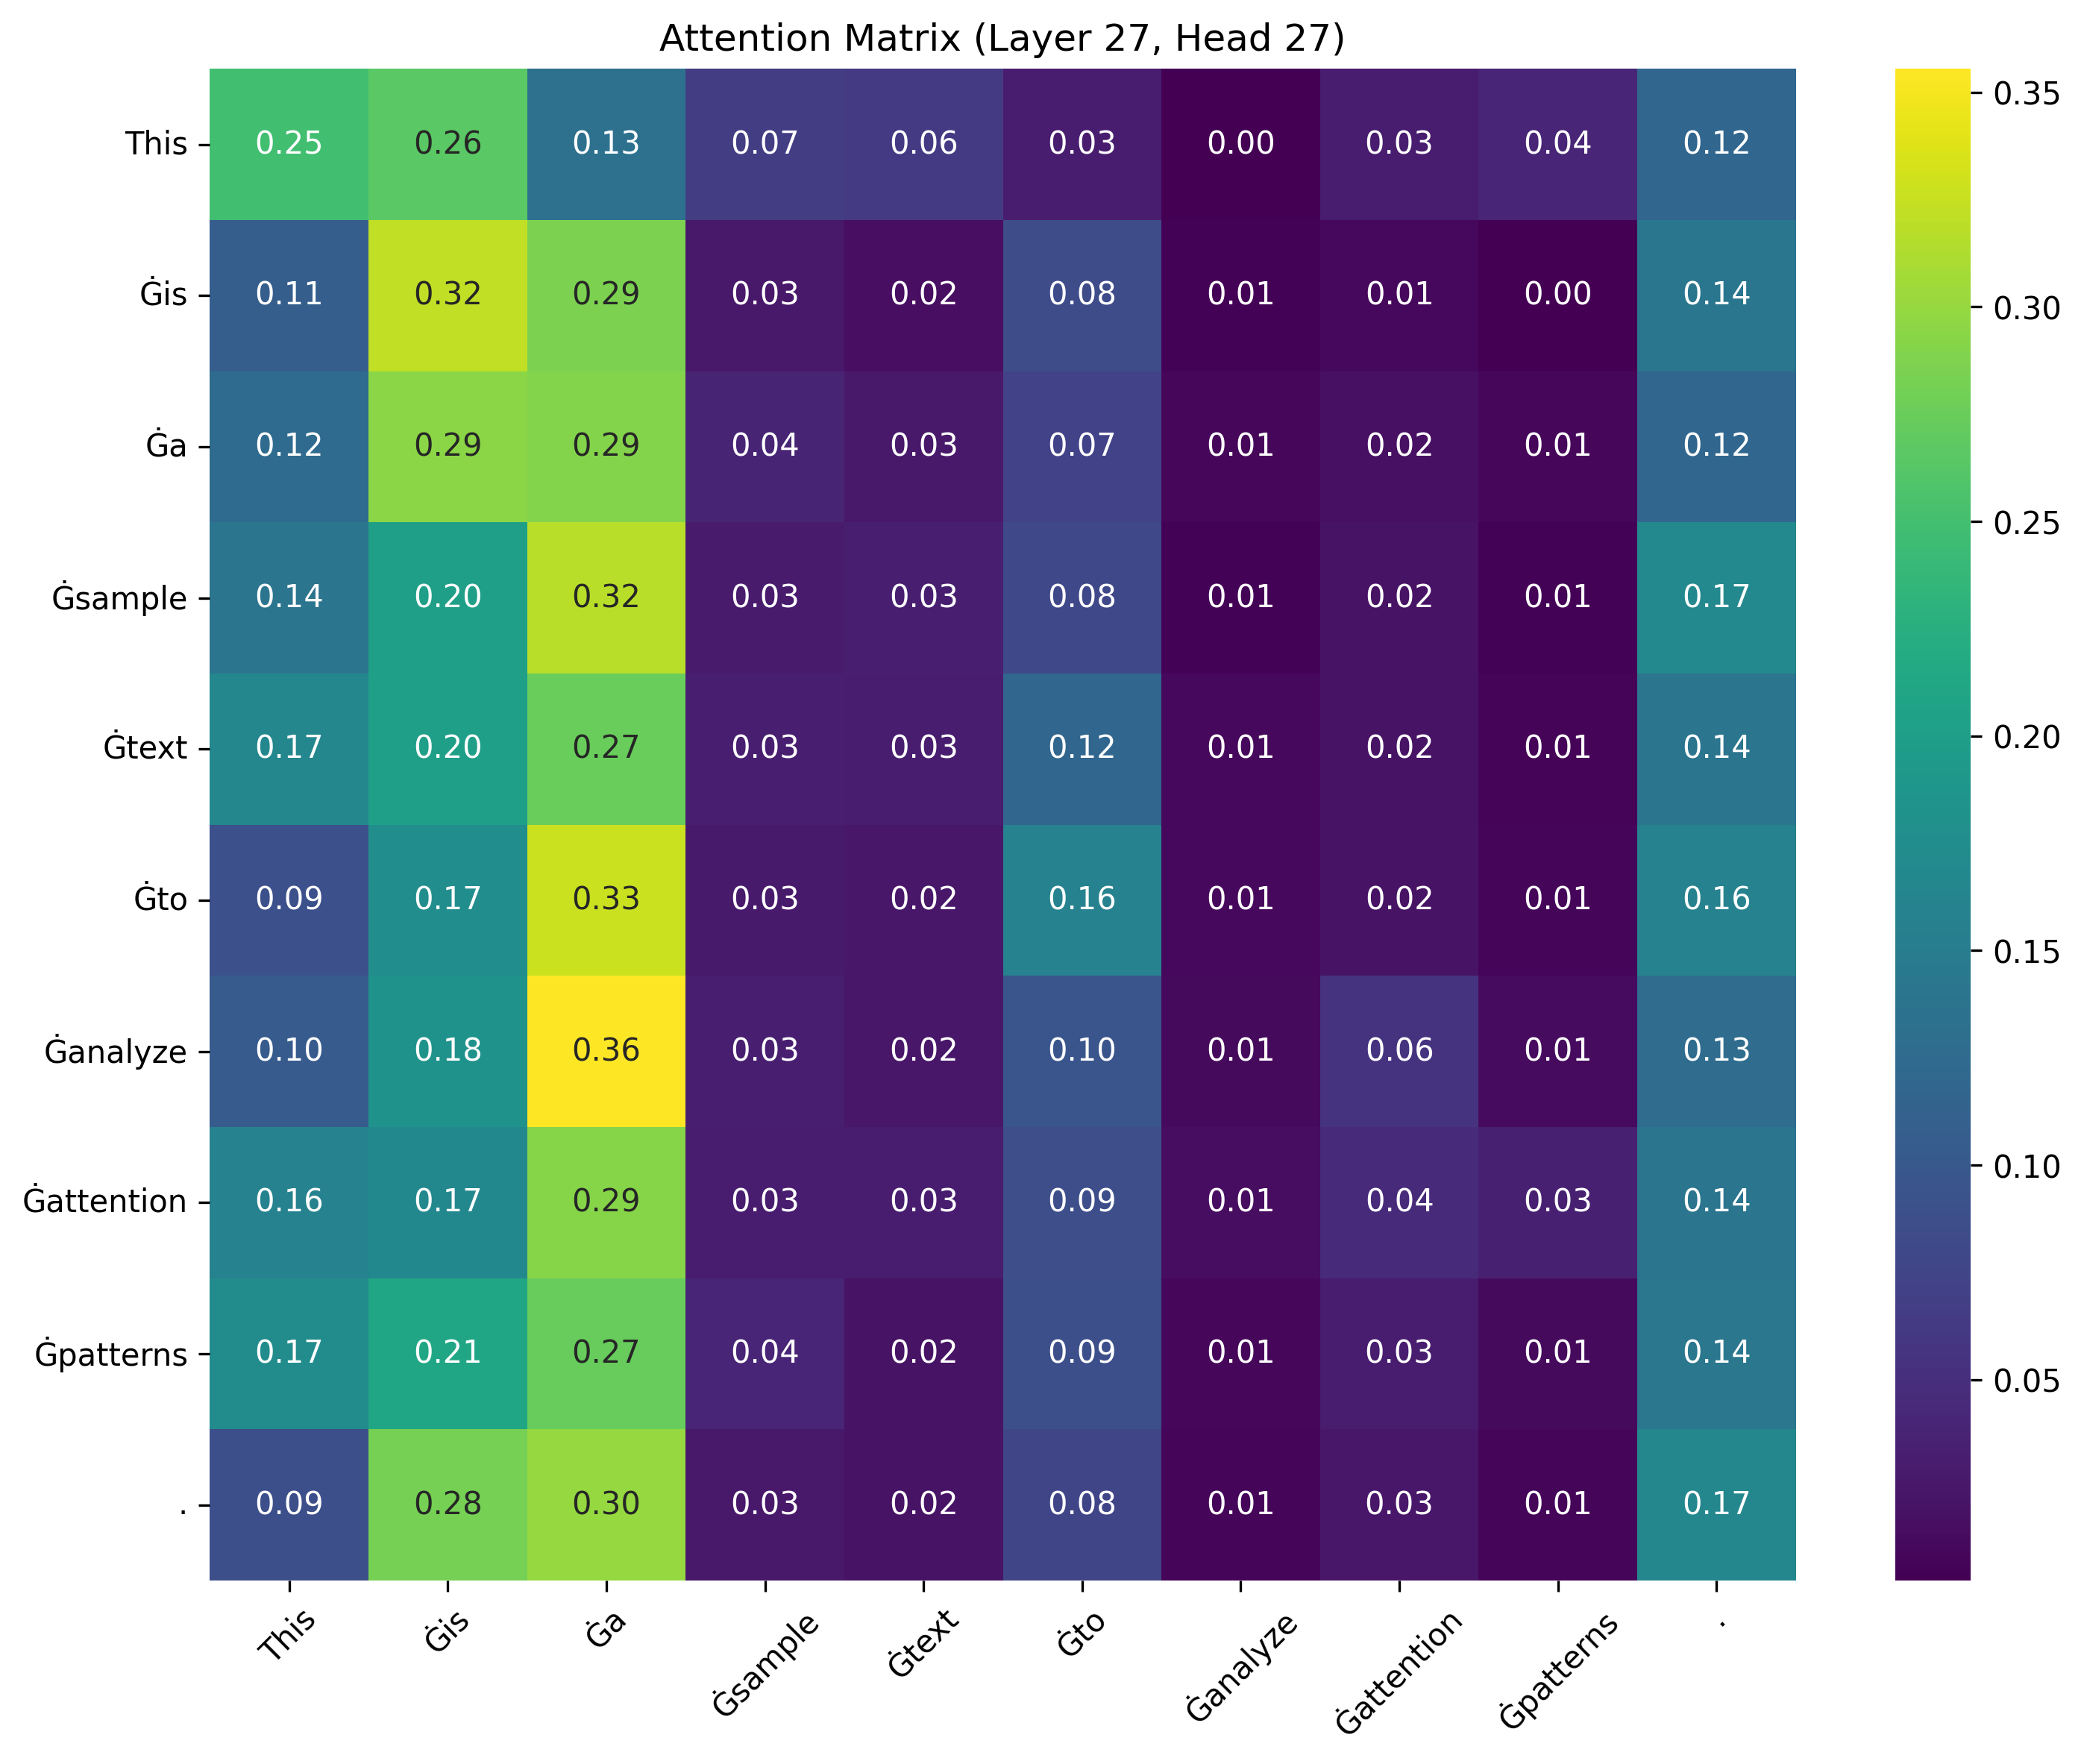 Attention Matrix (Layer 27, Head 27)
This 0.25 0.26 0.13 0.07 0.06 0.03 0.00 0.03 0.04 0.12
Ġis 0.11 0.32 0.29 0.03 0.02 0.08 0.01 0.01 0.00 0.14
Ġa 0.12 0.29 0.29 0.04 0.03 0.07 0.01 0.02 0.01 0.12
Ġsample 0.14 0.20 0.32 0.03 0.03 0.08 0.01 0.02 0.01 0.17
Ġtext 0.17 0.20 0.27 0.03 0.03 0.12 0.01 0.02 0.01 0.14
Ġto 0.09 0.17 0.33 0.03 0.02 0.16 0.01 0.02 0.01 0.16
Ġanalyze 0.10 0.18 0.36 0.03 0.02 0.10 0.01 0.06 0.01 0.13
Ġattention 0.16 0.17 0.29 0.03 0.03 0.09 0.01 0.04 0.03 0.14
Ġpatterns 0.17 0.21 0.27 0.04 0.02 0.09 0.01 0.03 0.01 0.14
. 0.09 0.28 0.30 0.03 0.02 0.08 0.01 0.03 0.01 0.17
This Ġis Ġa Ġsample Ġtext Ġto Ġanalyze Ġattention Ġpatterns .
0.35
0.30
0.25
0.20
0.15
0.10
0.05